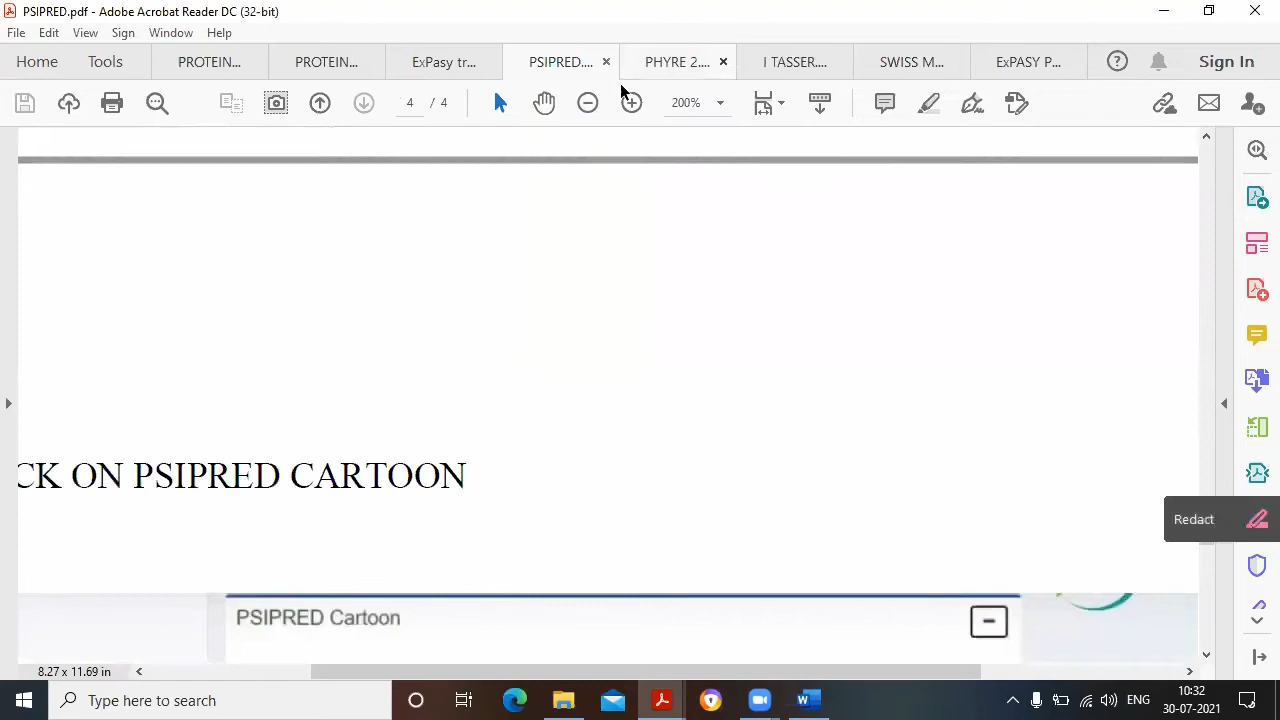 PSIPRED.pdf - Adobe Acrobat Reader DC (32-bit)
File Edit View Sign Window Help
Home Tools PROTEIN... PROTEIN... ExPasy tr... PSIPRED.... PHYRE 2.... I TASSER.... SWISS M... ExPASY P... Sign In
4 / 4 200%
CK ON PSIPRED CARTOON
Redact
PSIPRED Cartoon
8.27 x 11.69 in
Type here to search
ENG
10:32
30-07-2021